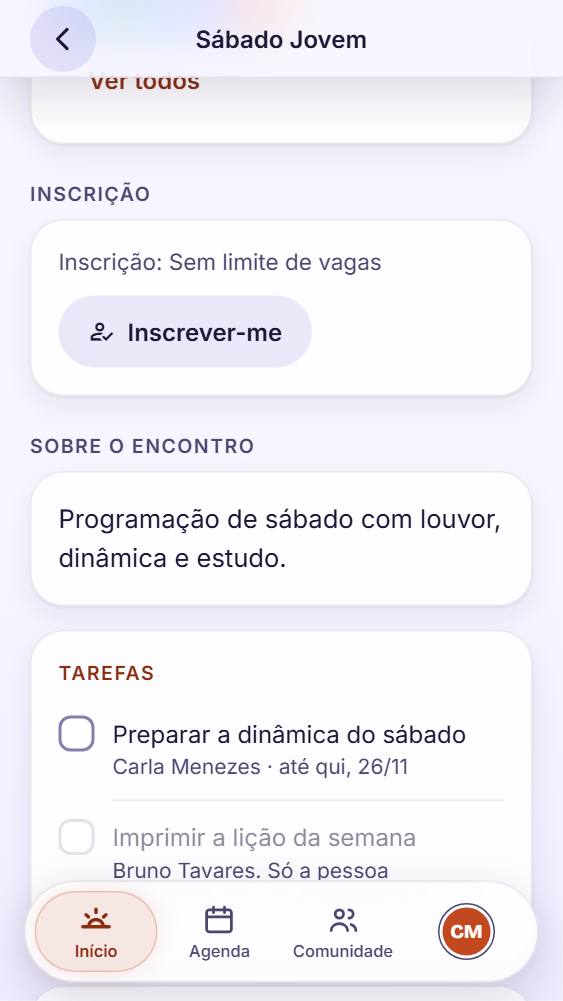 Sábado Jovem
Ver todos
INSCRIÇÃO
Inscrição: Sem limite de vagas
Inscrever-me
SOBRE O ENCONTRO
Programação de sábado com louvor,
dinâmica e estudo.
TAREFAS
Preparar a dinâmica do sábado
Carla Menezes · até qui, 26/11
Imprimir a lição da semana
Bruno Tavares. Só a pessoa
Início
Agenda
Comunidade
CM